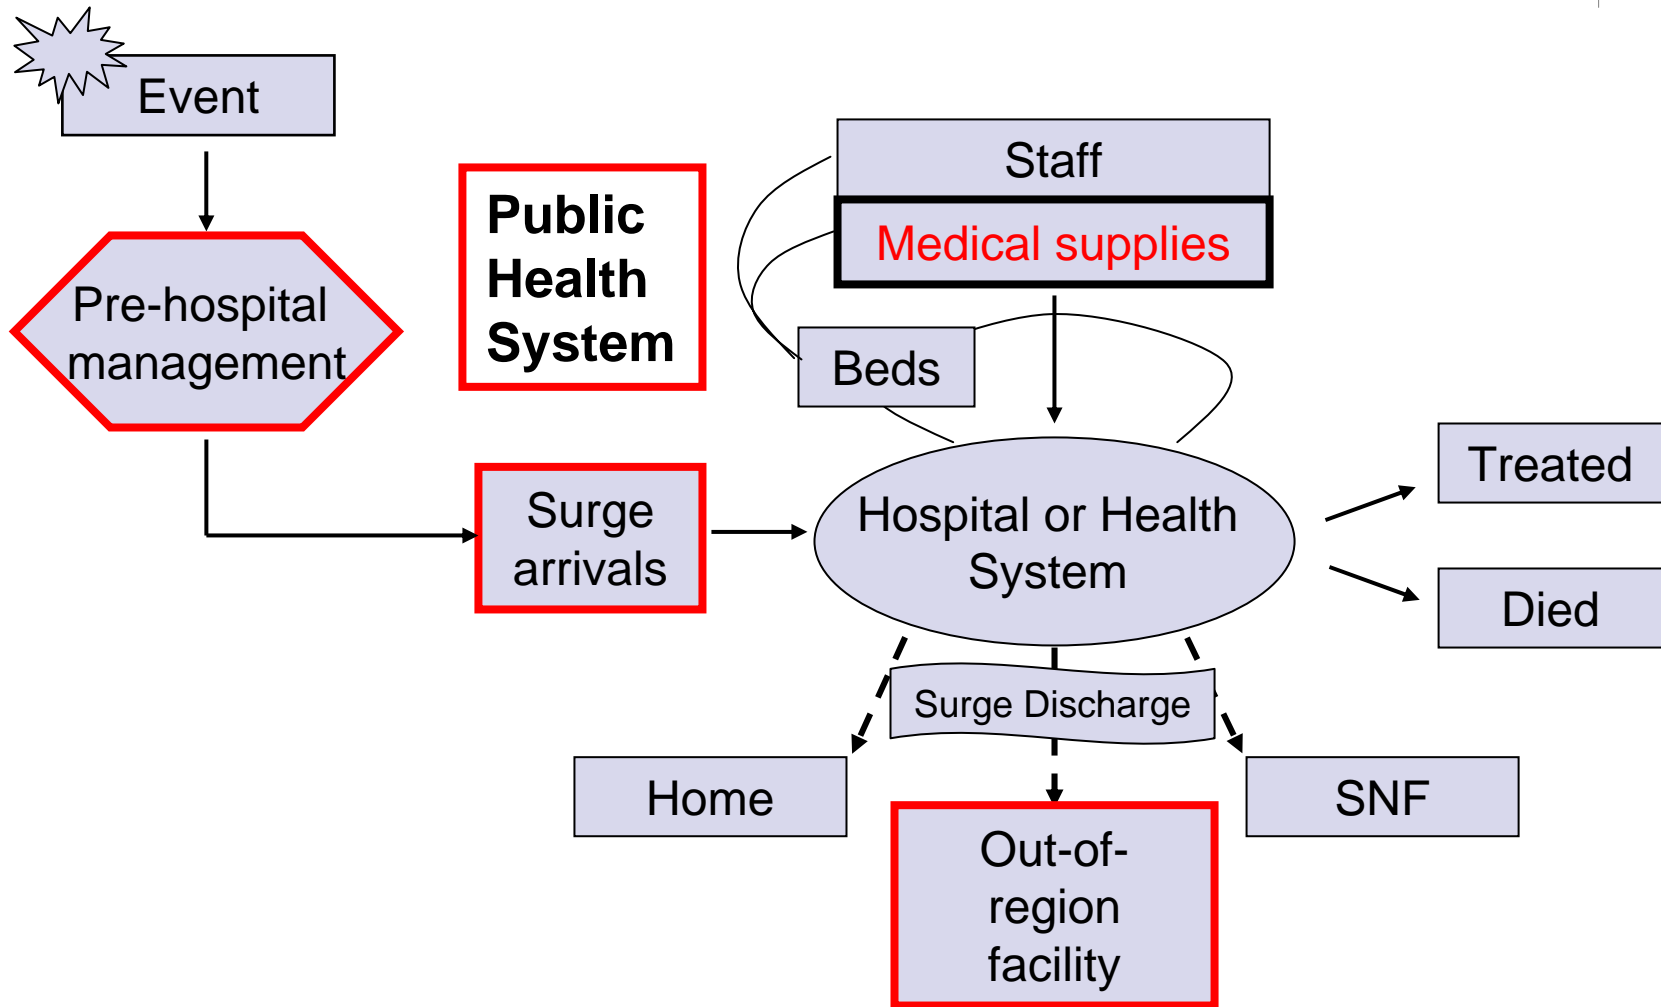 Event
Staff
Medical supplies
Public
Health
System
Pre-hospital
management
Beds
Surge
arrivals
Hospital or Health
System
Treated
Died
Surge Discharge
Home
SNF
Out-of-
region
facility